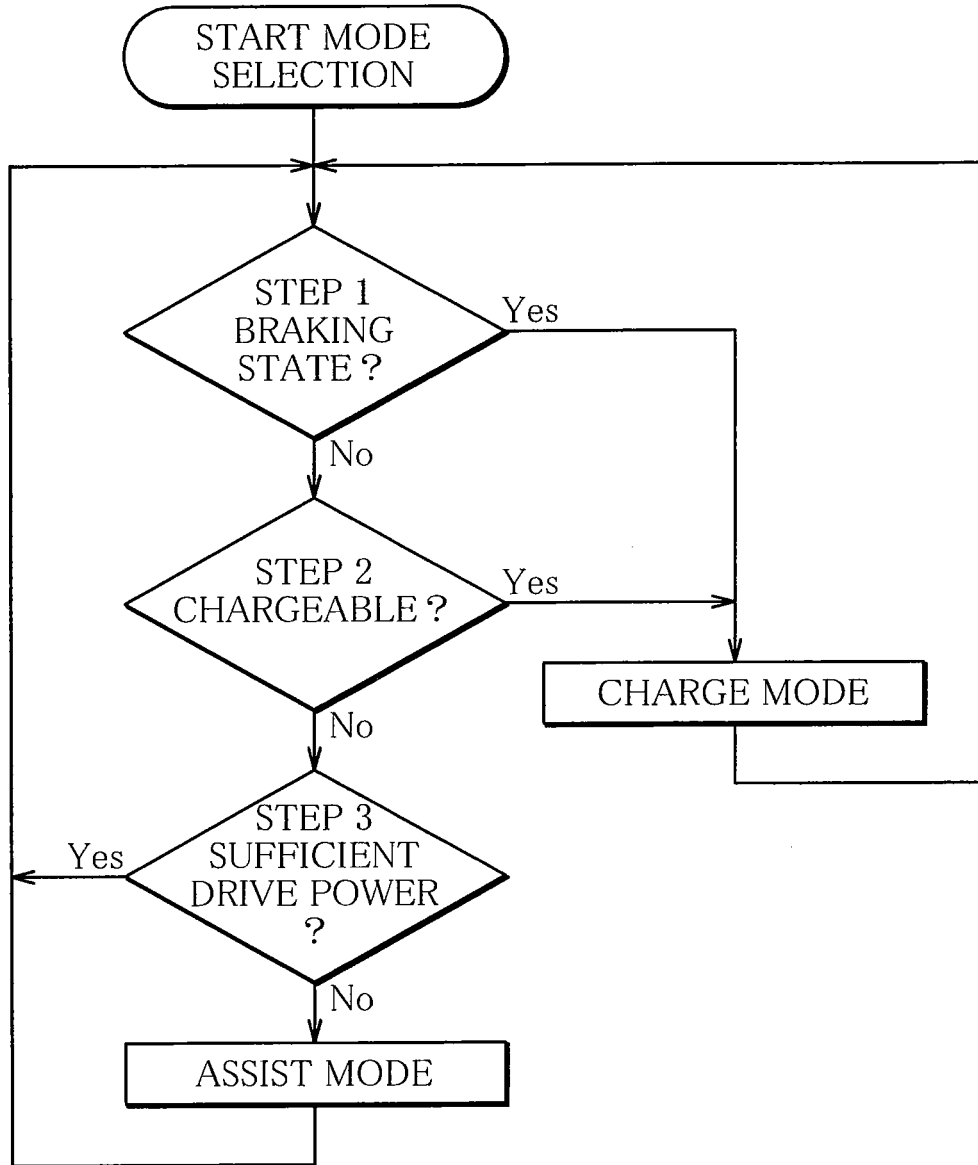 START MODE
SELECTION
STEP 1
BRAKING
STATE ?
Yes
No
STEP 2
CHARGEABLE ?
Yes
CHARGE MODE
No
STEP 3
SUFFICIENT
DRIVE POWER
?
Yes
No
ASSIST MODE